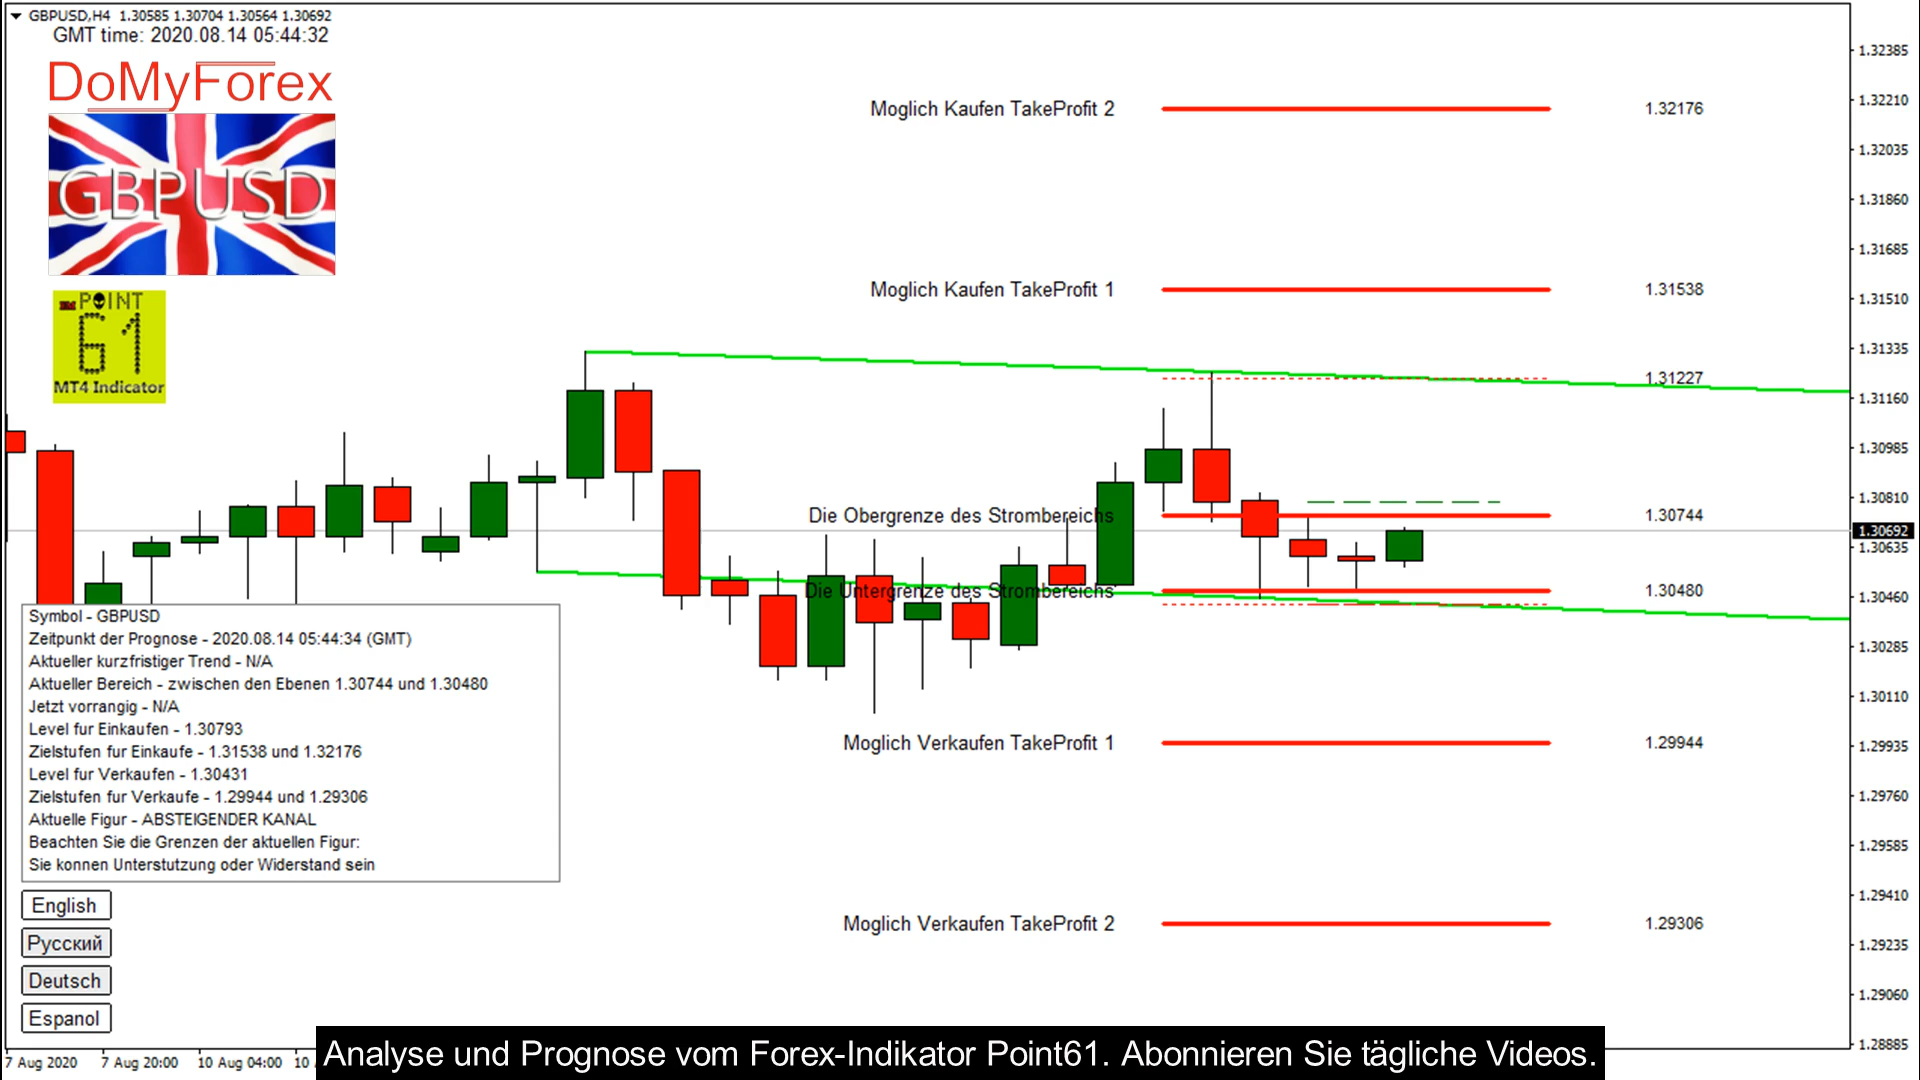 GBPUSD,H4 1.30585 1.30704 1.30564 1.30692
GMT time: 2020.08.14 05:44:32
DoMyForex
GBPUSD
POINT
61
MT4 Indicator
Moglich Kaufen TakeProfit 2 1.32176
Moglich Kaufen TakeProfit 1 1.31538
1.31227
Die Obergrenze des Strombereichs 1.30744
Die Untergrenze des Strombereichs 1.30480
Moglich Verkaufen TakeProfit 1 1.29944
Moglich Verkaufen TakeProfit 2 1.29306
Symbol - GBPUSD
Zeitpunkt der Prognose - 2020.08.14 05:44:34 (GMT)
Aktueller kurzfristiger Trend - N/A
Aktueller Bereich - zwischen den Ebenen 1.30744 und 1.30480
Jetzt vorrangig - N/A
Level fur Einkaufen - 1.30793
Zielstufen fur Einkaufe - 1.31538 und 1.32176
Level fur Verkaufen - 1.30431
Zielstufen fur Verkaufe - 1.29944 und 1.29306
Aktuelle Figur - ABSTEIGENDER KANAL
Beachten Sie die Grenzen der aktuellen Figur:
Sie konnen Unterstutzung oder Widerstand sein
English
Русский
Deutsch
Espanol
1.32385
1.32210
1.32035
1.31860
1.31685
1.31510
1.31335
1.31160
1.30985
1.30810
1.30692
1.30635
1.30460
1.30285
1.30110
1.29935
1.29760
1.29585
1.29410
1.29235
1.29060
1.28885
7 Aug 2020 7 Aug 20:00 10 Aug 04:00 10
Analyse und Prognose vom Forex-Indikator Point61. Abonnieren Sie tägliche Videos.